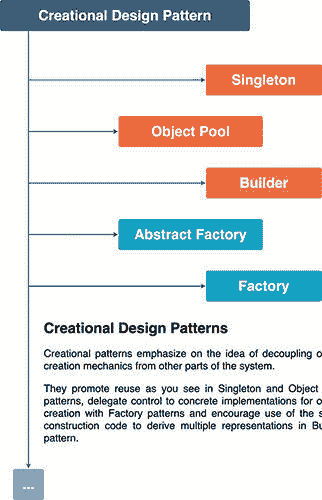 Creational Design Pattern
Singleton
Object Pool
Builder
Abstract Factory
Factory
Creational Design Patterns
Creational patterns emphasize on the idea of decoupling o
creation mechanics from other parts of the system.
They promote reuse as you see in Singleton and Object
patterns, delegate control to concrete implementations for o
creation with Factory patterns and encourage use of the s
construction code to derive multiple representations in Bu
pattern.
...